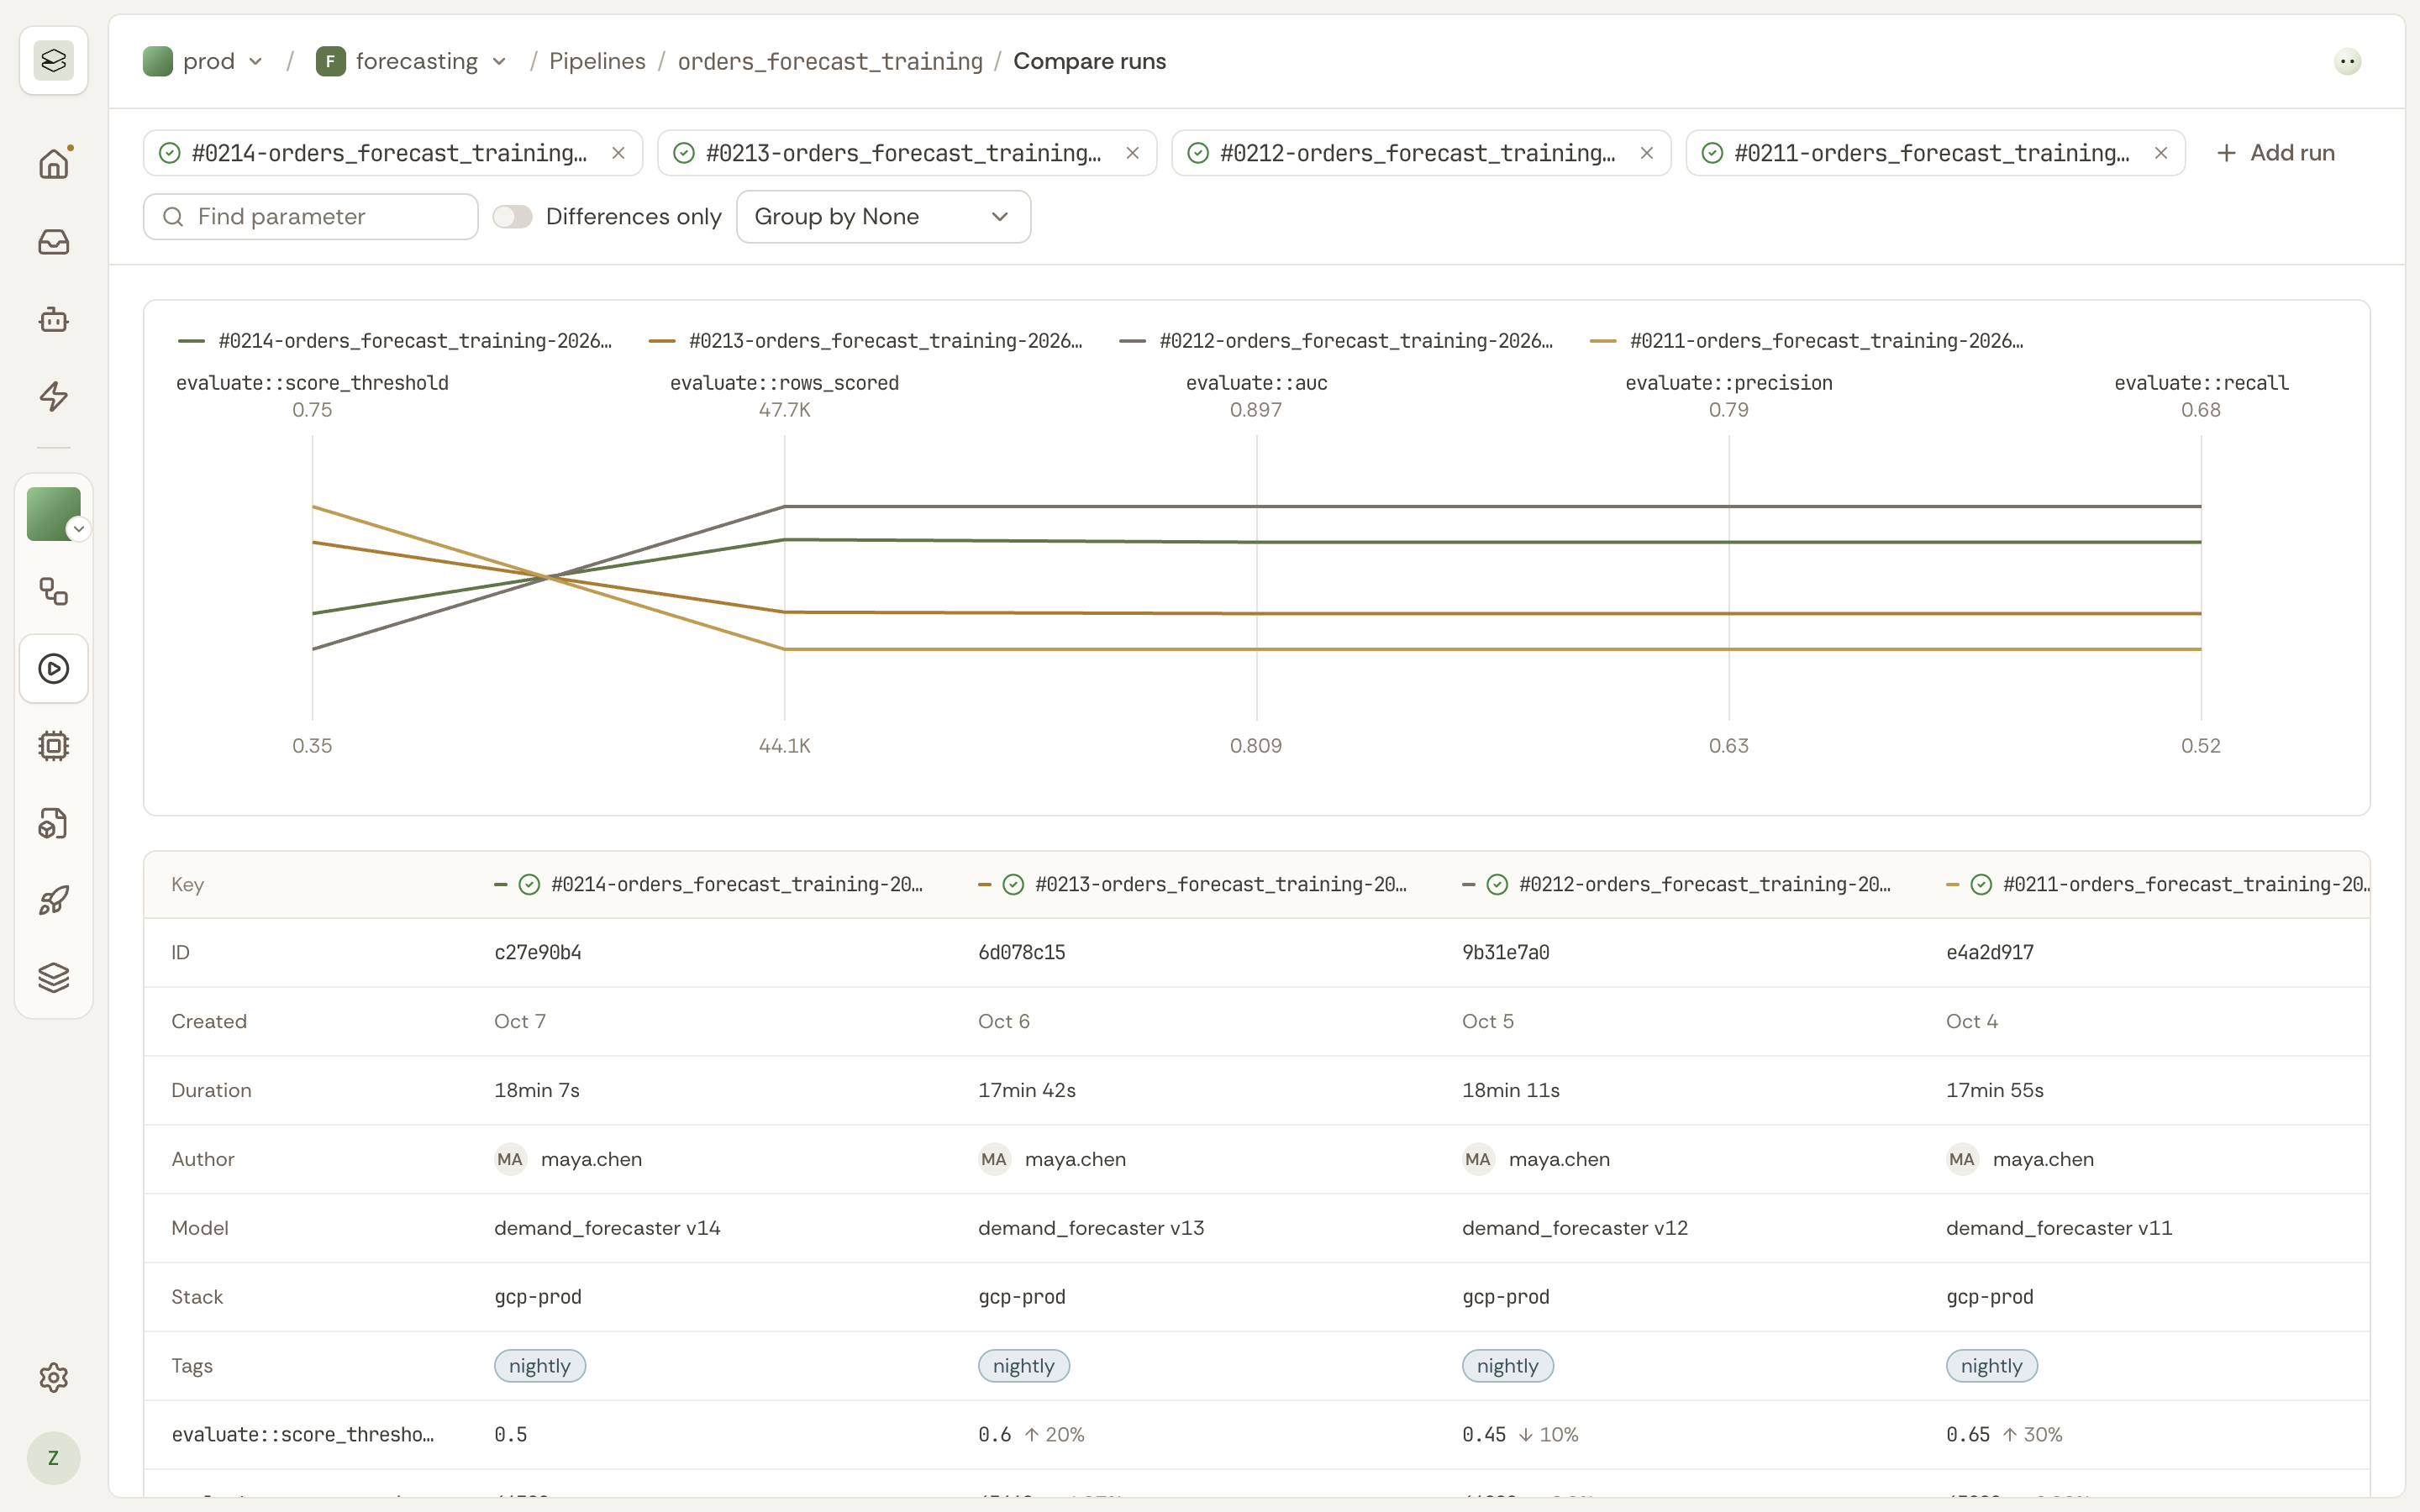 prod / F forecasting / Pipelines / orders_forecast_training / Compare runs
#0214-orders_forecast_training… #0213-orders_forecast_training… #0212-orders_forecast_training… #0211-orders_forecast_training… Add run
Find parameter Differences only Group by None
#0214-orders_forecast_training-2026… #0213-orders_forecast_training-2026… #0212-orders_forecast_training-2026… #0211-orders_forecast_training-2026…
evaluate::score_threshold evaluate::rows_scored evaluate::auc evaluate::precision evaluate::recall
0.75 47.7K 0.897 0.79 0.68
0.35 44.1K 0.809 0.63 0.52
Key #0214-orders_forecast_training-20… #0213-orders_forecast_training-20… #0212-orders_forecast_training-20… #0211-orders_forecast_training-20…
ID c27e90b4 6d078c15 9b31e7a0 e4a2d917
Created Oct 7 Oct 6 Oct 5 Oct 4
Duration 18min 7s 17min 42s 18min 11s 17min 55s
Author MA maya.chen MA maya.chen MA maya.chen MA maya.chen
Model demand_forecaster v14 demand_forecaster v13 demand_forecaster v12 demand_forecaster v11
Stack gcp-prod gcp-prod gcp-prod gcp-prod
Tags nightly nightly nightly nightly
evaluate::score_thresho… 0.5 0.6 ↑ 20% 0.45 ↓ 10% 0.65 ↑ 30%
Z